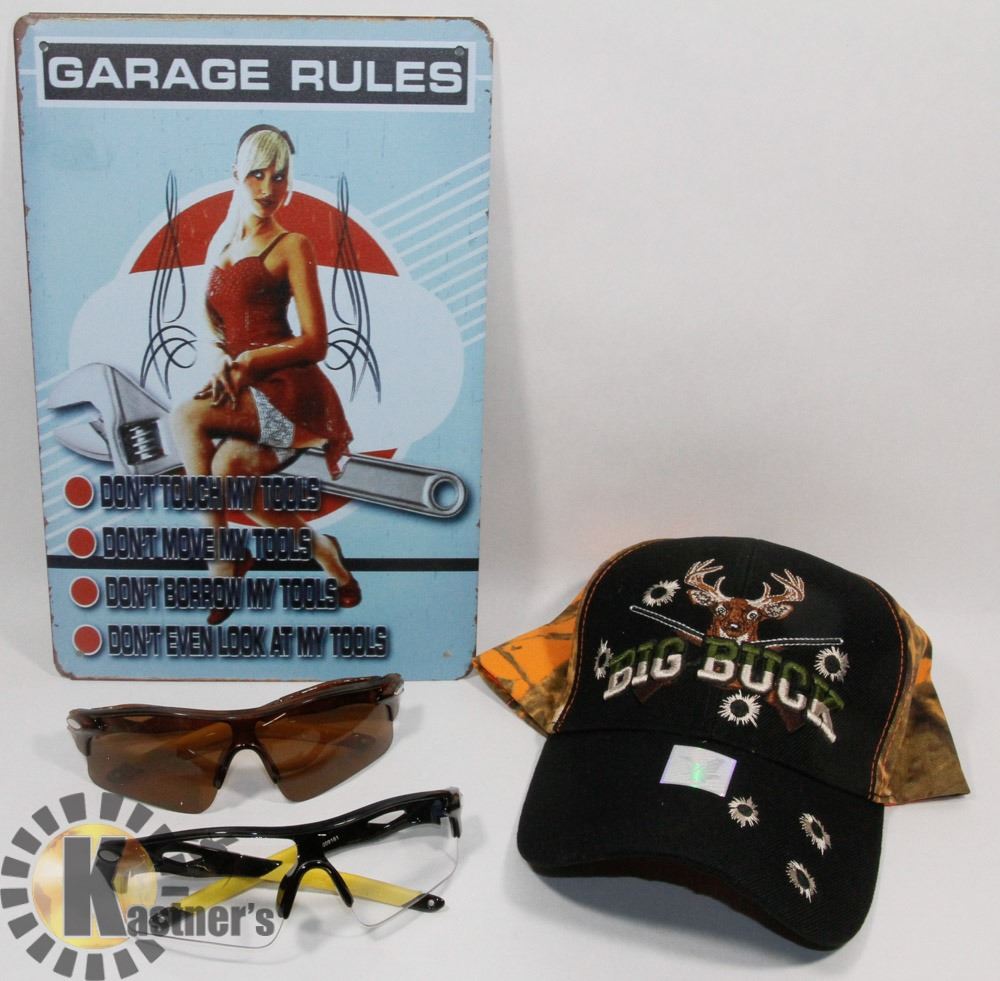 GARAGE RULES
DON'T TOUCH MY TOOLS
DON'T MOVE MY TOOLS
DON'T BORROW MY TOOLS
DON'T EVEN LOOK AT MY TOOLS
BIG BUCK
009161
Kastner's